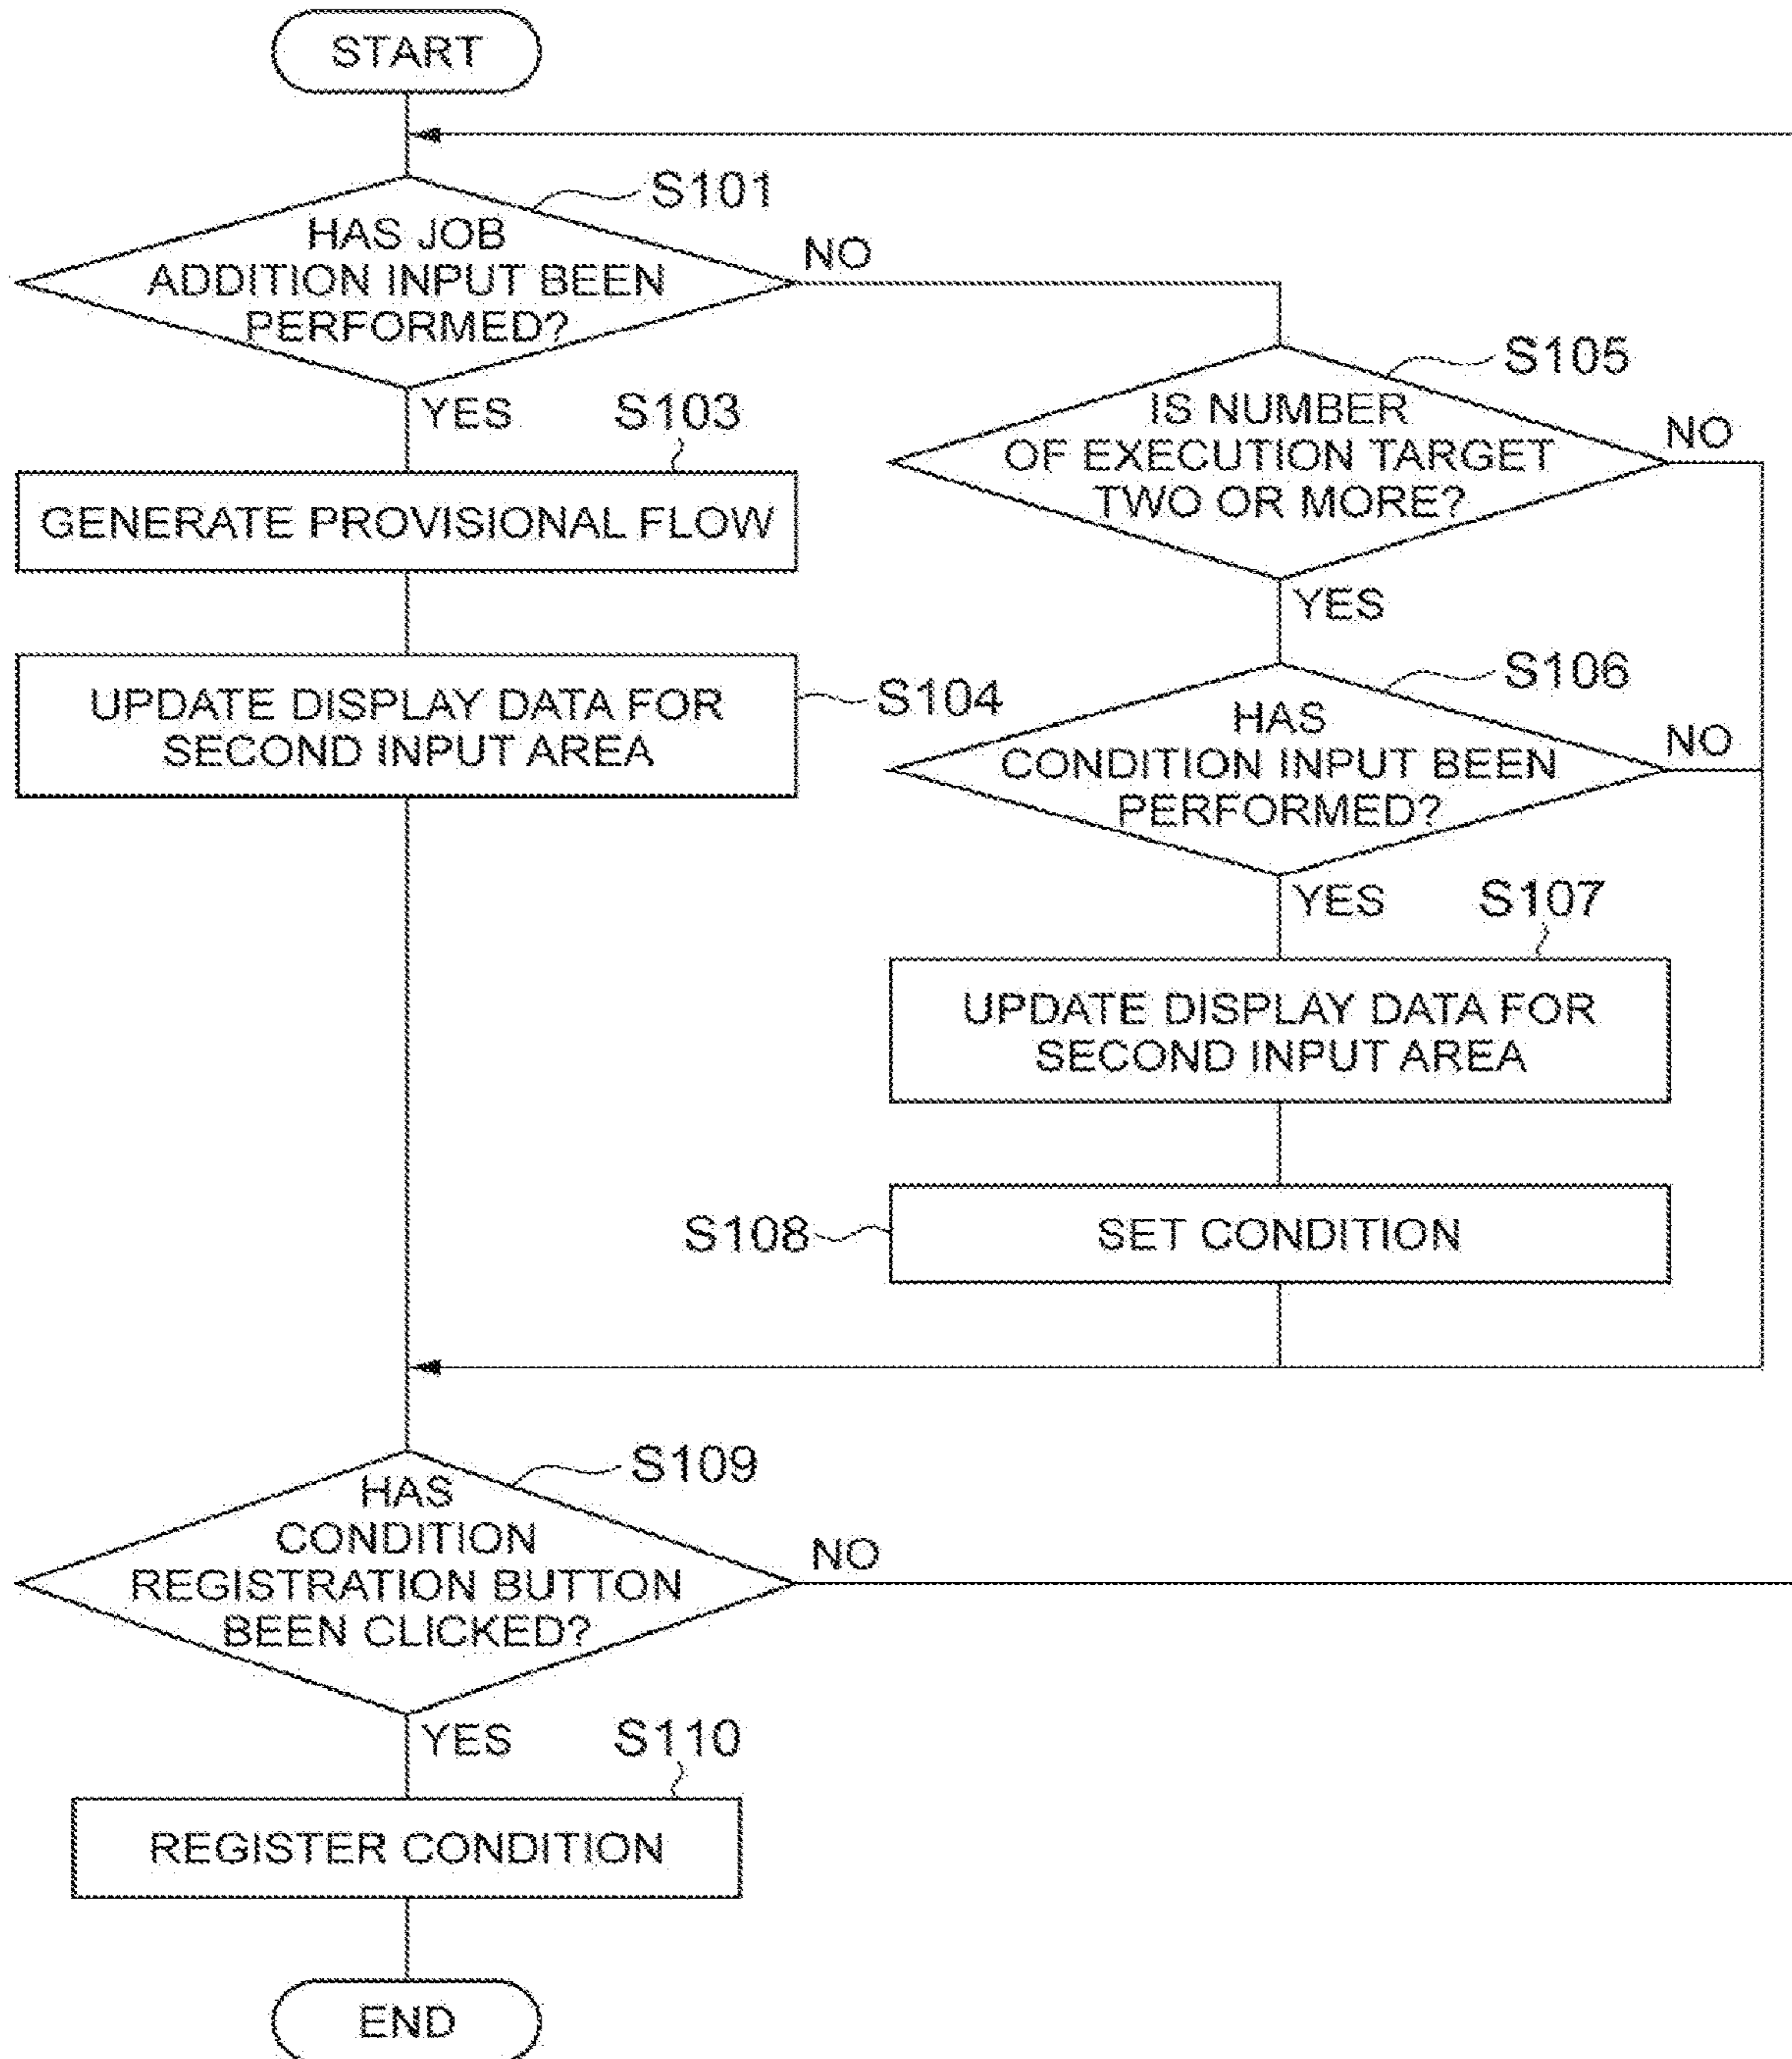 START
S101
HAS JOB
ADDITION INPUT BEEN
PERFORMED?
NO
YES
S103
GENERATE PROVISIONAL FLOW
UPDATE DISPLAY DATA FOR
SECOND INPUT AREA
S104
S105
IS NUMBER
OF EXECUTION TARGET
TWO OR MORE?
NO
YES
S106
HAS
CONDITION INPUT BEEN
PERFORMED?
NO
YES
S107
UPDATE DISPLAY DATA FOR
SECOND INPUT AREA
S108
SET CONDITION
S109
HAS
CONDITION
REGISTRATION BUTTON
BEEN CLICKED?
NO
YES
S110
REGISTER CONDITION
END